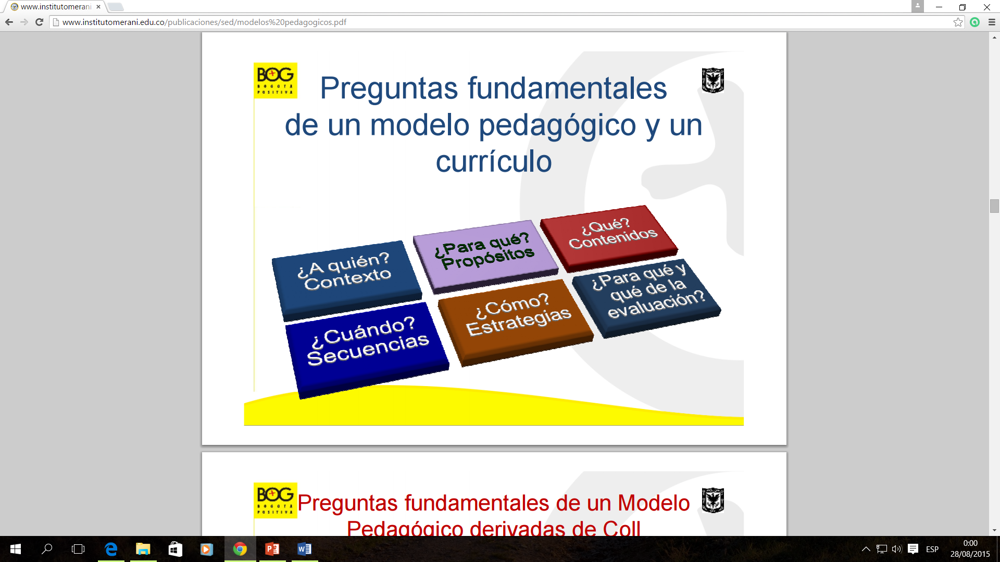 www.institutomerani
www.institutomerani.edu.co/publicaciones/sed/modelos%20pedagogicos.pdf
BOG
BOGOTA
POSITIVA
Preguntas fundamentales
de un modelo pedagógico y un
currículo
¿A quién?
Contexto
¿Para qué?
Propósitos
¿Qué?
Contenidos
¿Cuándo?
Secuencias
¿Cómo?
Estrategias
¿Para qué y
qué de la
evaluación?
BOG
BOGOTA
POSITIVA
Preguntas fundamentales de un Modelo
Pedagógico derivadas de Coll
ESP
0:00
28/08/2015